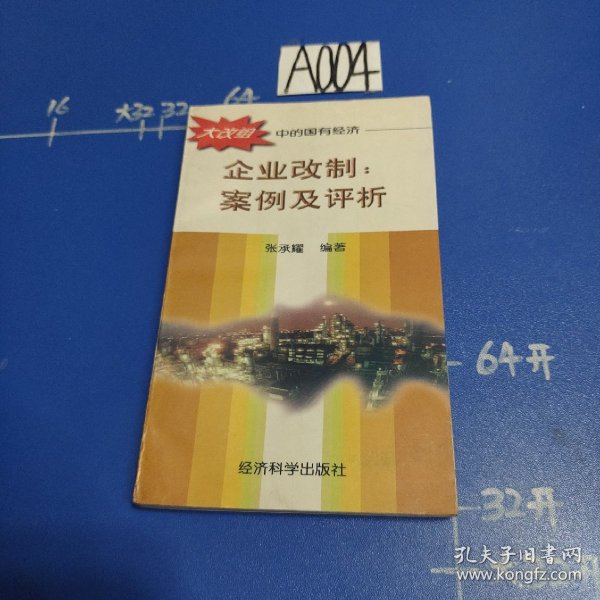 A004
16
大32
32
64
大改组 中的国有经济
企业改制：
案例及评析
张承耀 编著
64开
经济科学出版社
32开
孔夫子旧书网
www.kongfz.com